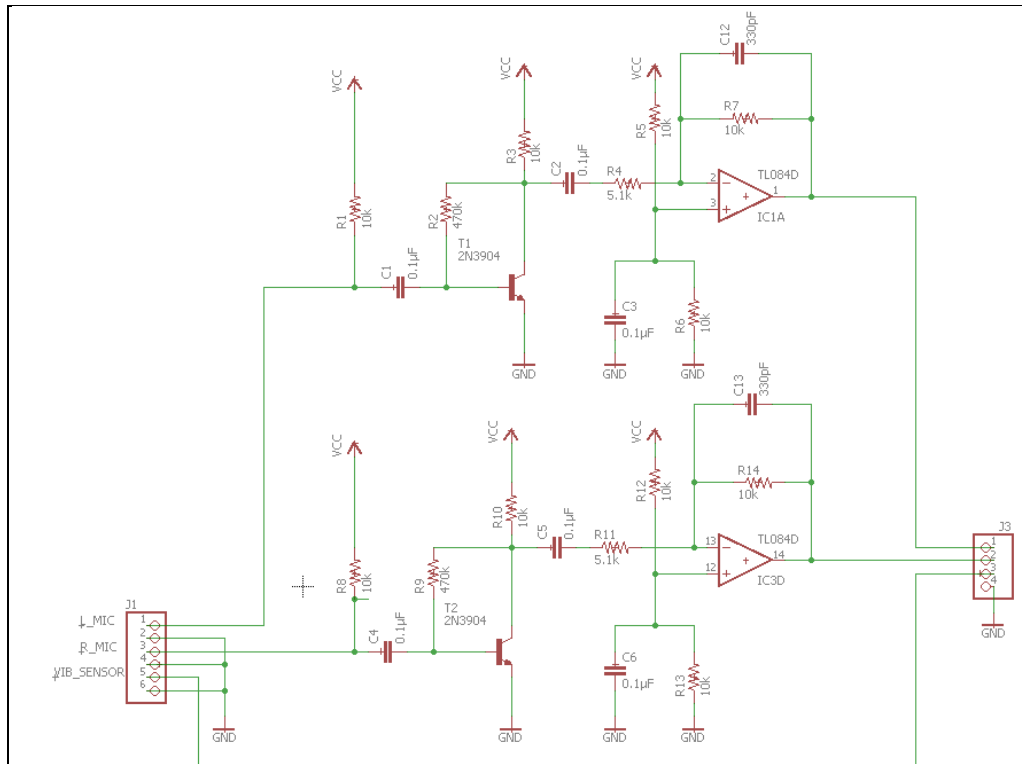 C12
330pF
VCC
VCC
R3
10k
R5
10k
R7
10k
C2
0.1µF
R4
5.1k
TL084D
2
3
1
IC1A
R1
10k
R2
470k
T1
2N3904
C1
0.1µF
C3
0.1µF
R6
10k
GND
GND
GND
VCC
C13
330pF
VCC
VCC
VCC
R10
10k
R12
10k
R14
10k
C5
0.1µF
R11
5.1k
TL084D
13
12
14
IC3D
J3
1
2
3
4
GND
R8
10k
R9
470k
T2
2N3904
C4
0.1µF
C6
0.1µF
R13
10k
J1
L_MIC
R_MIC
VIB_SENSOR
1
2
3
4
5
6
GND
GND
GND
GND